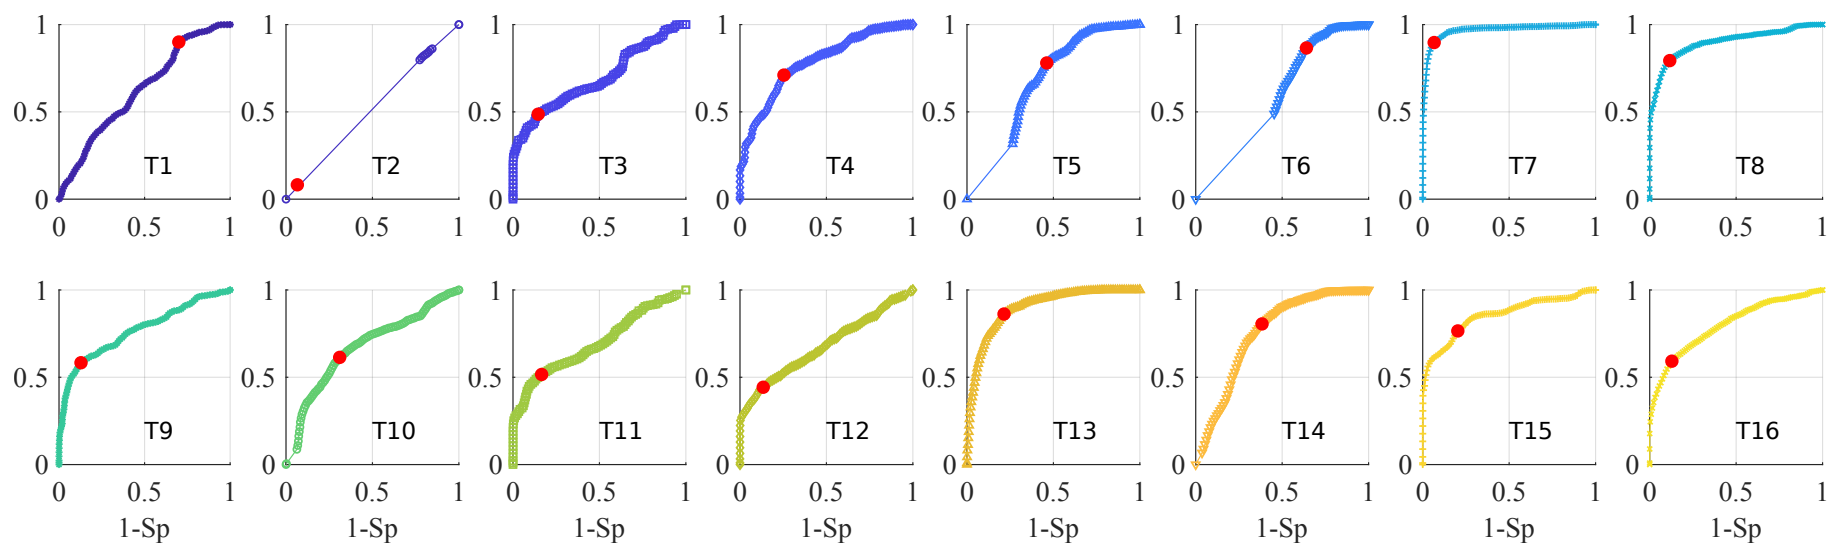 1 1 1 1 1 1 1 1
0.5 0.5 0.5 0.5 0.5 0.5 0.5 0.5
T1 T2 T3 T4 T5 T6 T7 T8
0 0 0 0 0 0 0 0
0 0.5 1 0 0.5 1 0 0.5 1 0 0.5 1 0 0.5 1 0 0.5 1 0 0.5 1 0 0.5 1
1 1 1 1 1 1 1 1
0.5 0.5 0.5 0.5 0.5 0.5 0.5 0.5
T9 T10 T11 T12 T13 T14 T15 T16
0 0 0 0 0 0 0 0
0 0.5 1 0 0.5 1 0 0.5 1 0 0.5 1 0 0.5 1 0 0.5 1 0 0.5 1 0 0.5 1
1-Sp 1-Sp 1-Sp 1-Sp 1-Sp 1-Sp 1-Sp 1-Sp